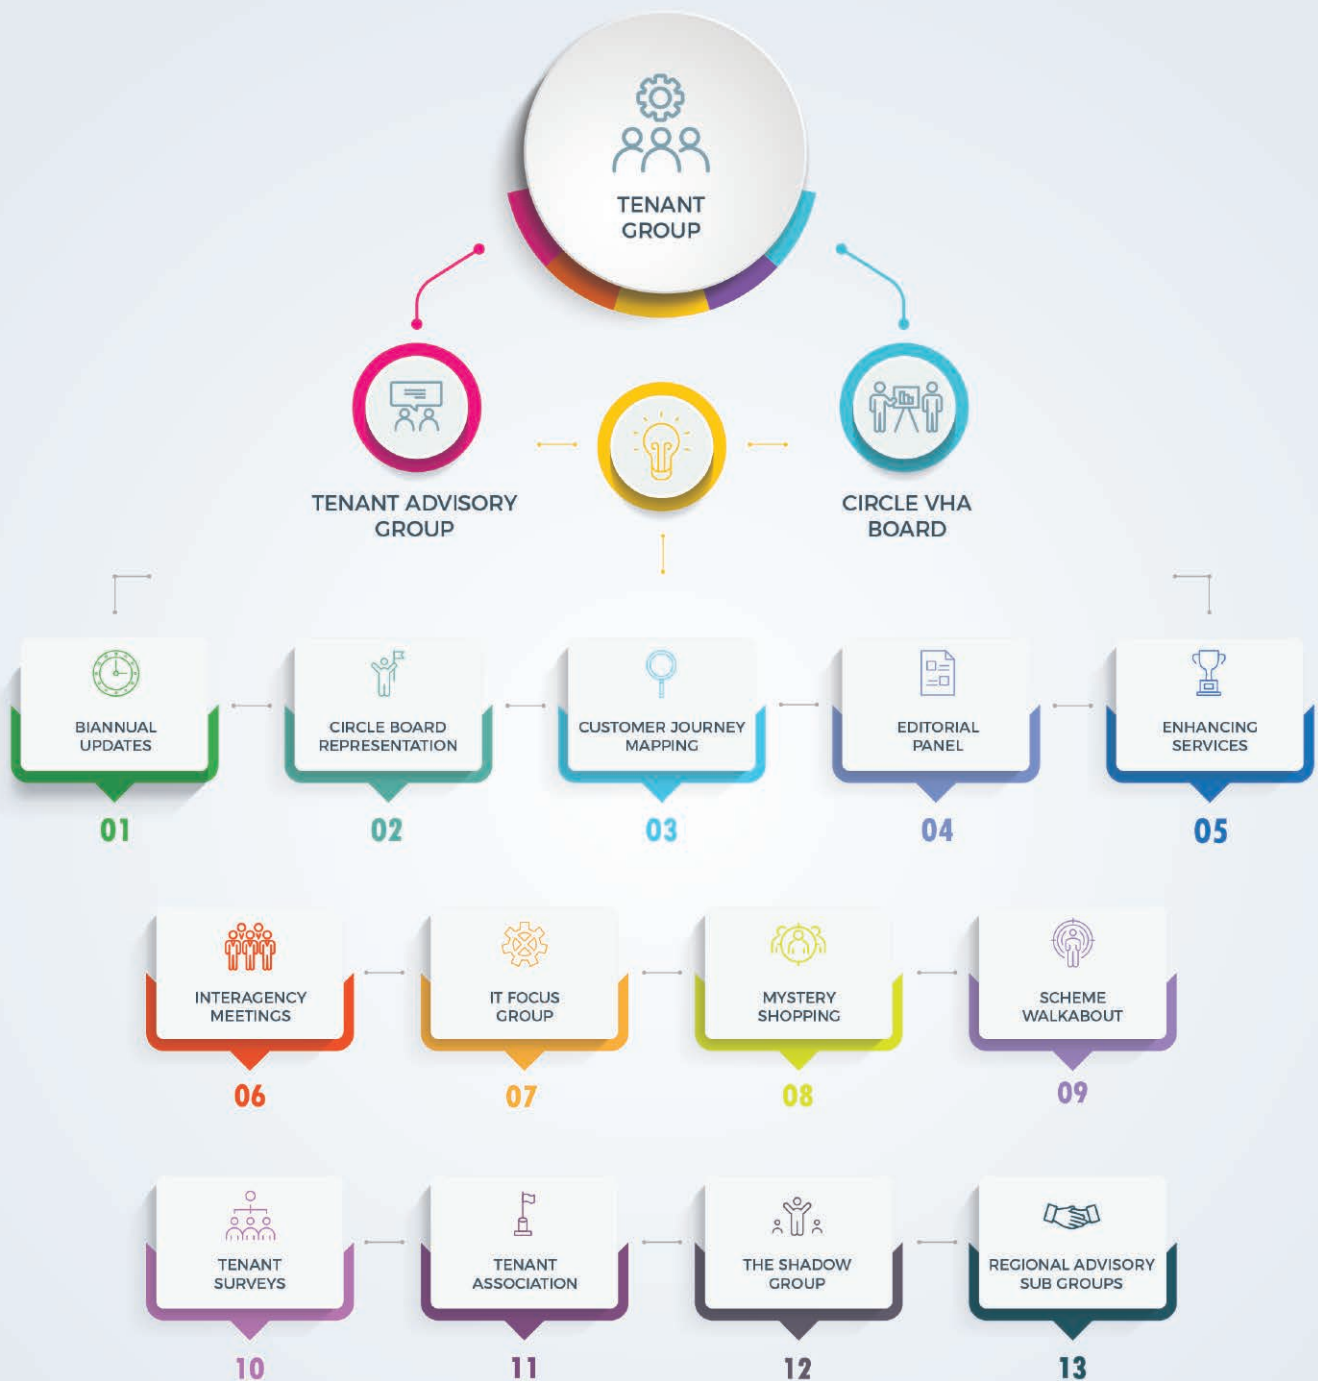 TENANT
GROUP
TENANT ADVISORY
GROUP
CIRCLE VHA
BOARD
BIANNUAL
UPDATES
01
CIRCLE BOARD
REPRESENTATION
02
CUSTOMER JOURNEY
MAPPING
03
EDITORIAL
PANEL
04
ENHANCING
SERVICES
05
INTERAGENCY
MEETINGS
06
IT FOCUS
GROUP
07
MYSTERY
SHOPPING
08
SCHEME
WALKABOUT
09
TENANT
SURVEYS
10
TENANT
ASSOCIATION
11
THE SHADOW
GROUP
12
REGIONAL ADVISORY
SUB GROUPS
13